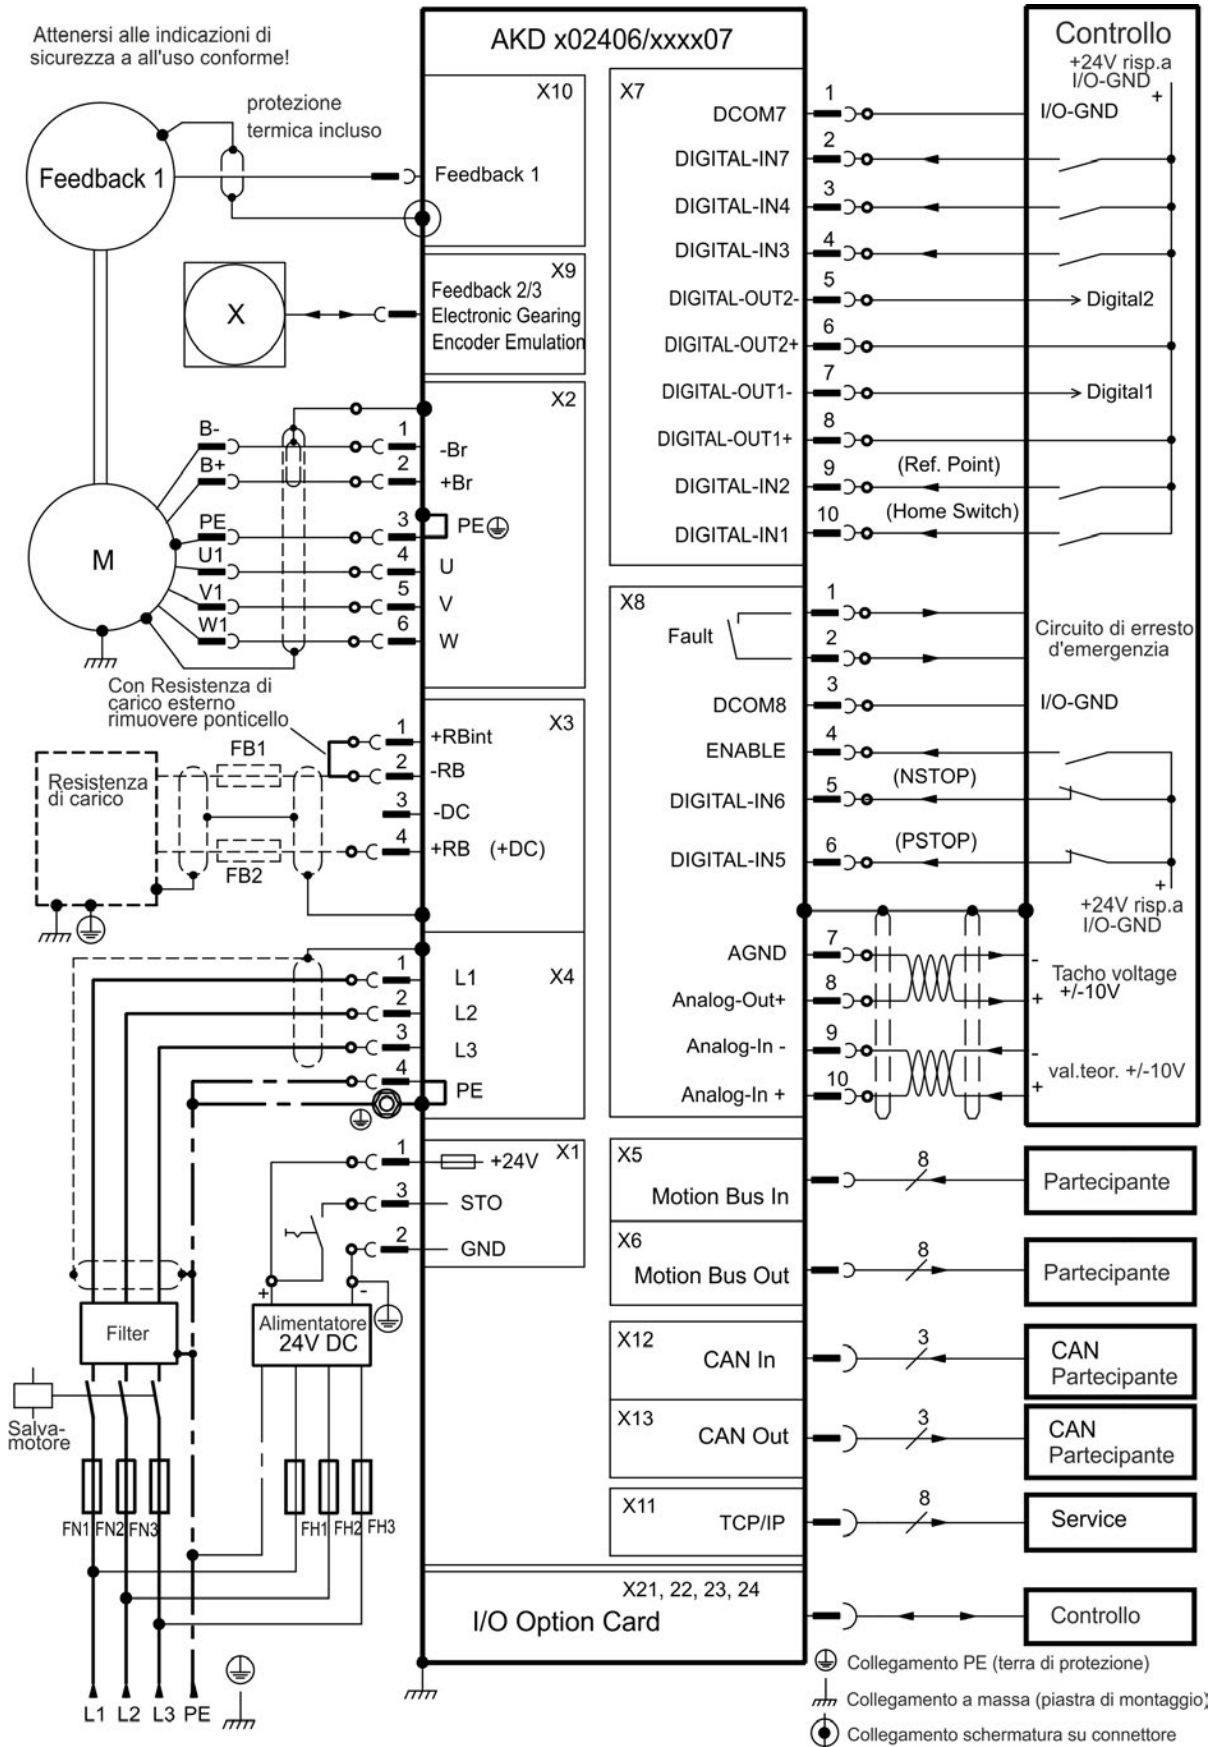 Attenersi alle indicazioni di
sicurezza a all'uso conforme!
AKD x02406/xxxx07
Controllo
+24V risp.a
I/O-GND
+
protezione
termica incluso
Feedback 1
X10
Feedback 1
X
X9
Feedback 2/3
Electronic Gearing
Encoder Emulation
X2
B-
1
-Br
B+
2
+Br
PE
3
PE
U1
4
U
V1
5
V
W1
6
W
M
Con Resistenza di
carico esterno
rimuovere ponticello
X3
1
+RBint
FB1
2
-RB
Resistenza
di carico
3
-DC
4
+RB (+DC)
FB2
X4
1
L1
2
L2
3
L3
4
PE
X1
1
+24V
3
STO
2
GND
+
-
Alimentatore
24V DC
Filter
Salva-
motore
FN1
FN2
FN3
FH1
FH2
FH3
L1
L2
L3
PE
X7
DCOM7
1
I/O-GND
DIGITAL-IN7
2
DIGITAL-IN4
3
DIGITAL-IN3
4
DIGITAL-OUT2-
5
Digital2
DIGITAL-OUT2+
6
DIGITAL-OUT1-
7
Digital1
DIGITAL-OUT1+
8
DIGITAL-IN2
9
(Ref. Point)
DIGITAL-IN1
10
(Home Switch)
X8
Fault
1
2
Circuito di erresto
d'emergenzia
DCOM8
3
I/O-GND
ENABLE
4
DIGITAL-IN6
5
(NSTOP)
DIGITAL-IN5
6
(PSTOP)
+
+24V risp.a
I/O-GND
AGND
7
-
Tacho voltage
+/-10V
Analog-Out+
8
+
Analog-In -
9
-
val.teor. +/-10V
Analog-In +
10
+
X5
Motion Bus In
8
Partecipante
X6
Motion Bus Out
8
Partecipante
X12
CAN In
3
CAN
Partecipante
X13
CAN Out
3
CAN
Partecipante
X11
TCP/IP
8
Service
X21, 22, 23, 24
I/O Option Card
Controllo
Collegamento PE (terra di protezione)
Collegamento a massa (piastra di montaggio)
Collegamento schermatura su connettore